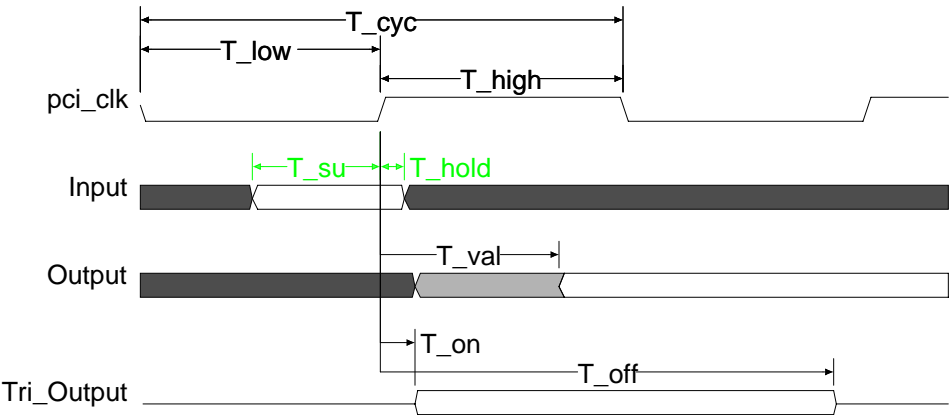 T_cyc
T_low
T_high
pci_clk
T_su
T_hold
Input
T_val
Output
T_on
T_off
Tri_Output